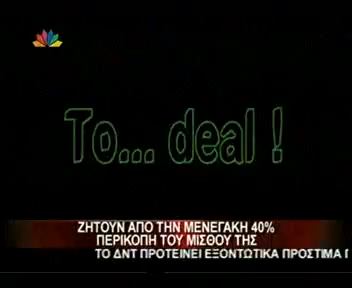 To... deal !
ΖΗΤΟΥΝ ΑΠΟ ΤΗΝ ΜΕΝΕΓΑΚΗ 40%
ΠΕΡΙΚΟΠΗ ΤΟΥ ΜΙΣΘΟΥ ΤΗΣ
ΤΟ ΔΝΤ ΠΡΟΤΕΙΝΕΙ ΕΞΟΝΤΩΤΙΚΑ ΠΡΟΣΤΙΜΑ